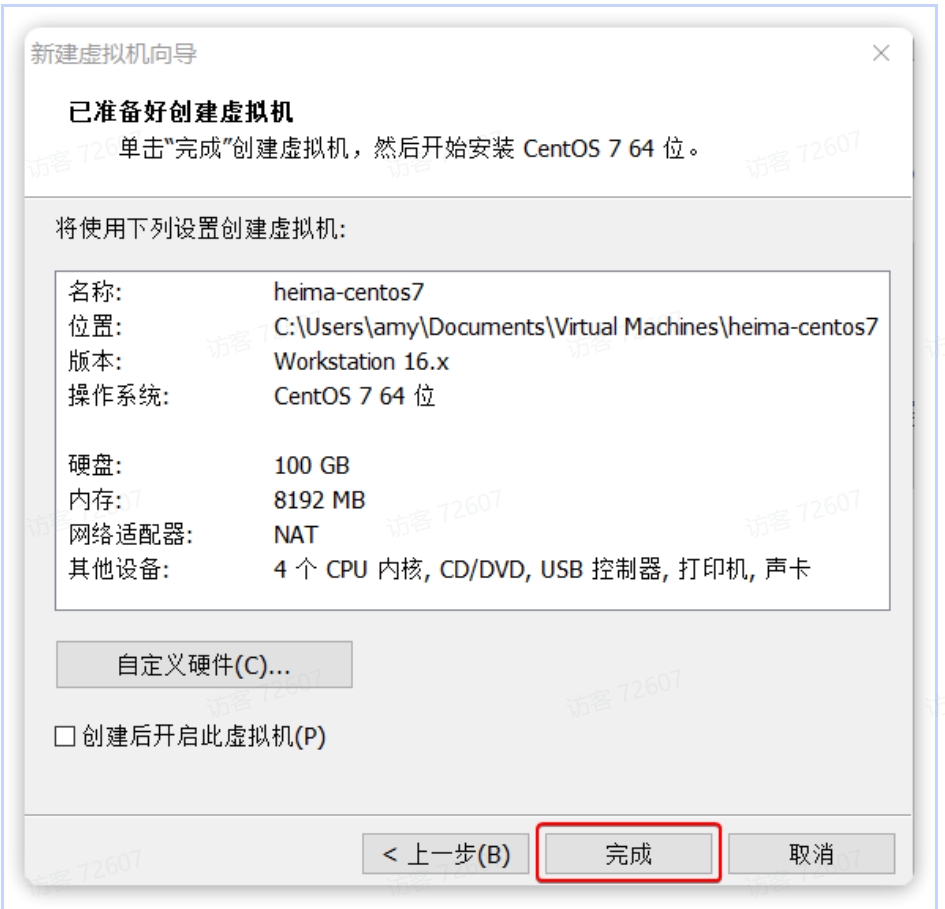 新建虚拟机向导
已准备好创建虚拟机
单击“完成”创建虚拟机，然后开始安装 CentOS 7 64 位。
将使用下列设置创建虚拟机:
名称: heima-centos7
位置: C:\Users\amy\Documents\Virtual Machines\heima-centos7
版本: Workstation 16.x
操作系统: CentOS 7 64 位
硬盘: 100 GB
内存: 8192 MB
网络适配器: NAT
其他设备: 4 个 CPU 内核, CD/DVD, USB 控制器, 打印机, 声卡
自定义硬件(C)...
创建后开启此虚拟机(P)
< 上一步(B) 完成 取消
访客 72607